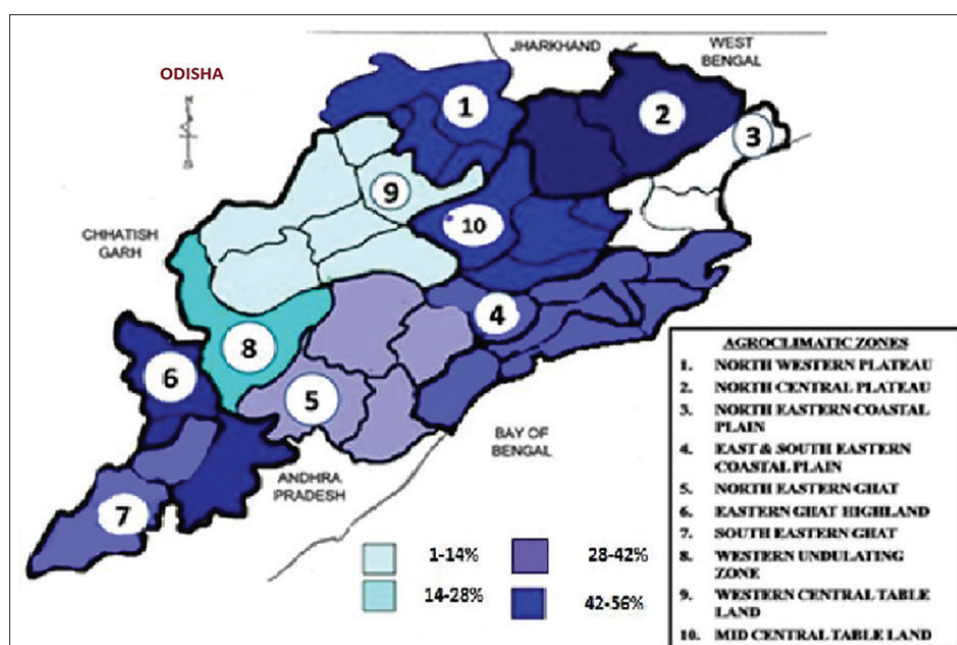 JHARKHAND
WEST
BENGAL
ODISHA
1
2
3
9
10
CHHATISH
GARH
4
8
6
5
7
BAY OF
BENGAL
ANDHRA
PRADESH
1-14%
28-42%
14-28%
42-56%
AGROCLIMATIC ZONES
1. NORTH WESTERN PLATEAU
2. NORTH CENTRAL PLATEAU
3. NORTH EASTERN COASTAL
PLAIN
4. EAST & SOUTH EASTERN
COASTAL PLAIN
5. NORTH EASTERN GHAT
6. EASTERN GHAT HIGHLAND
7. SOUTH EASTERN GHAT
8. WESTERN UNDULATING
ZONE
9. WESTERN CENTRAL TABLE
LAND
10. MID CENTRAL TABLE LAND